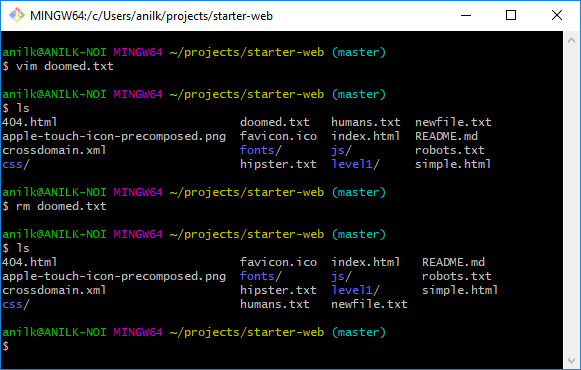 MINGW64:/c/Users/anilk/projects/starter-web
anilk@ANILK-NOI MINGW64 ~/projects/starter-web (master)
$ vim doomed.txt
anilk@ANILK-NOI MINGW64 ~/projects/starter-web (master)
$ ls
404.html doomed.txt humans.txt newfile.txt
apple-touch-icon-precomposed.png favicon.ico index.html README.md
crossdomain.xml fonts/ js/ robots.txt
css/ hipster.txt level1/ simple.html
anilk@ANILK-NOI MINGW64 ~/projects/starter-web (master)
$ rm doomed.txt
anilk@ANILK-NOI MINGW64 ~/projects/starter-web (master)
$ ls
404.html favicon.ico index.html README.md
apple-touch-icon-precomposed.png fonts/ js/ robots.txt
crossdomain.xml hipster.txt level1/ simple.html
css/ humans.txt newfile.txt
anilk@ANILK-NOI MINGW64 ~/projects/starter-web (master)
$